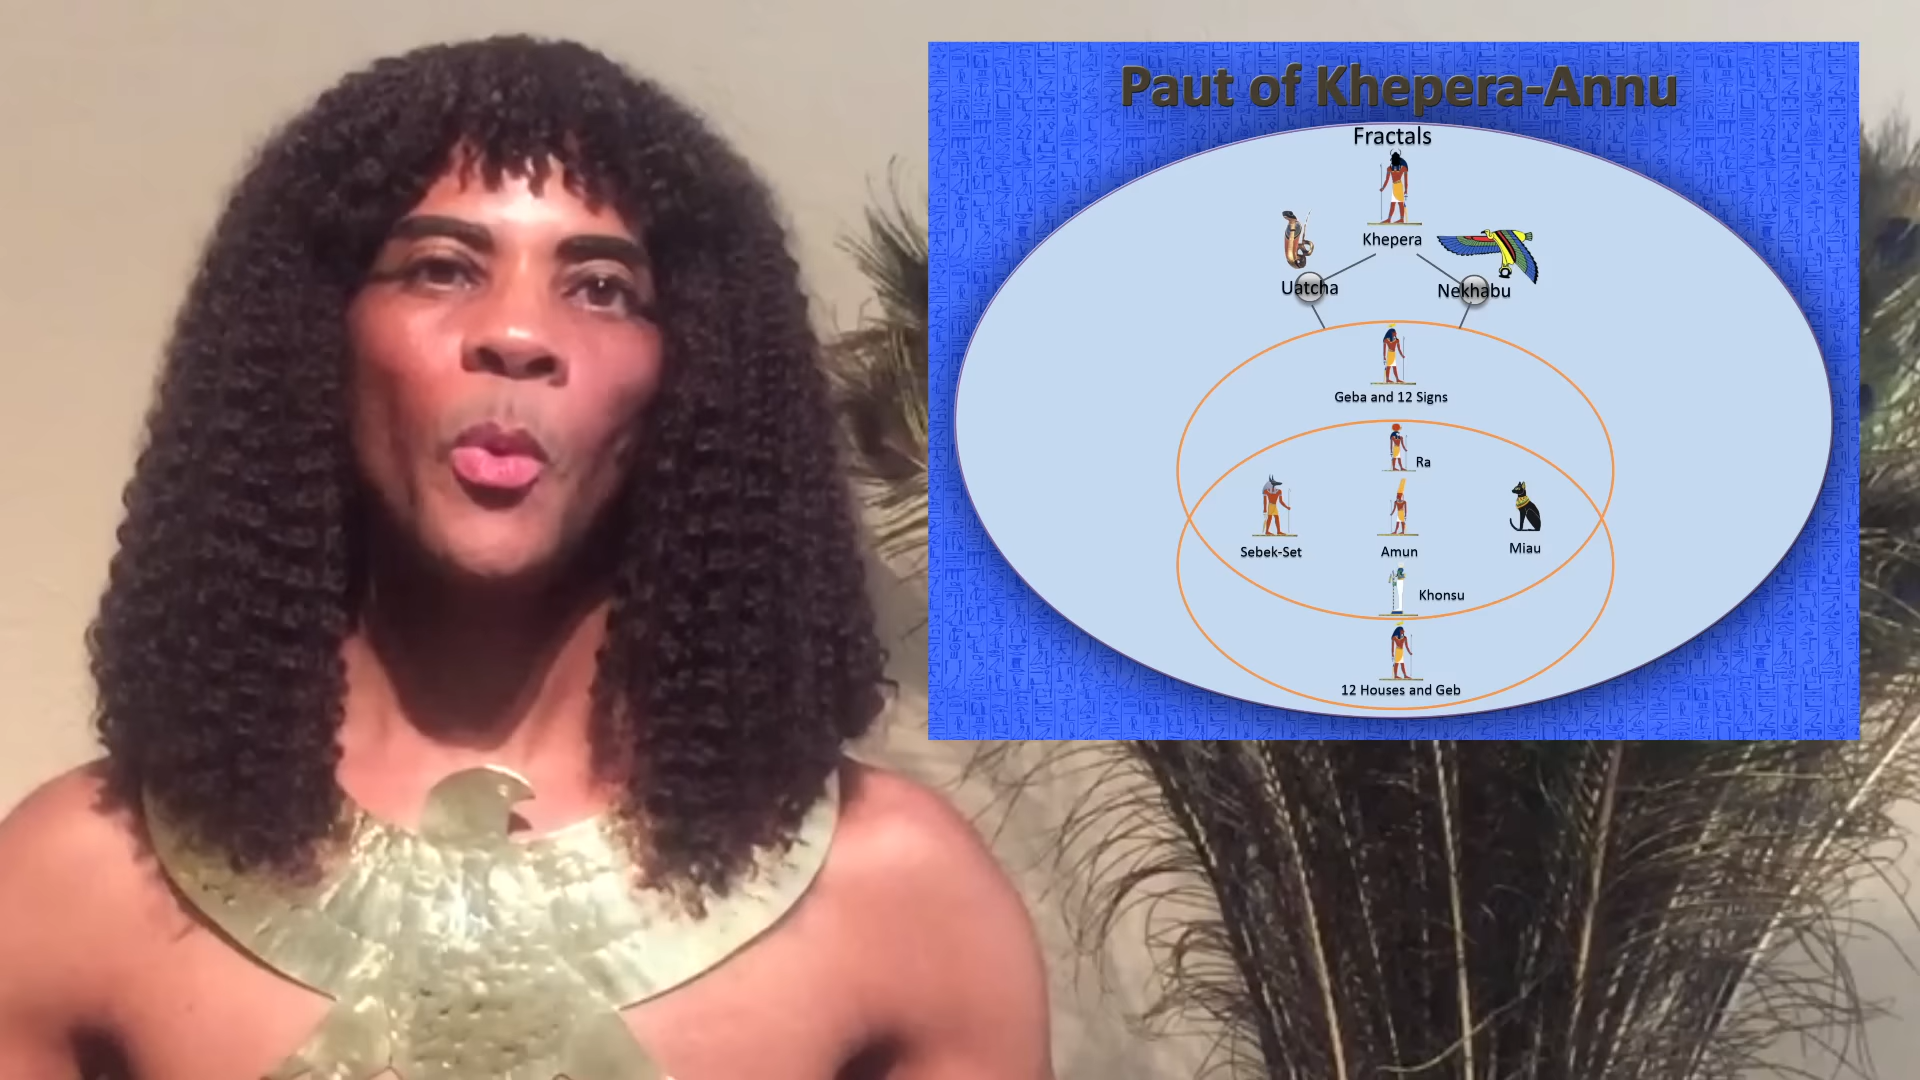 Paut of Khepera-Annu
Fractals
Khepera
Uatcha
Nekhabu
Geba and 12 Signs
Ra
Sebek-Set
Amun
Miau
Khonsu
12 Houses and Geb